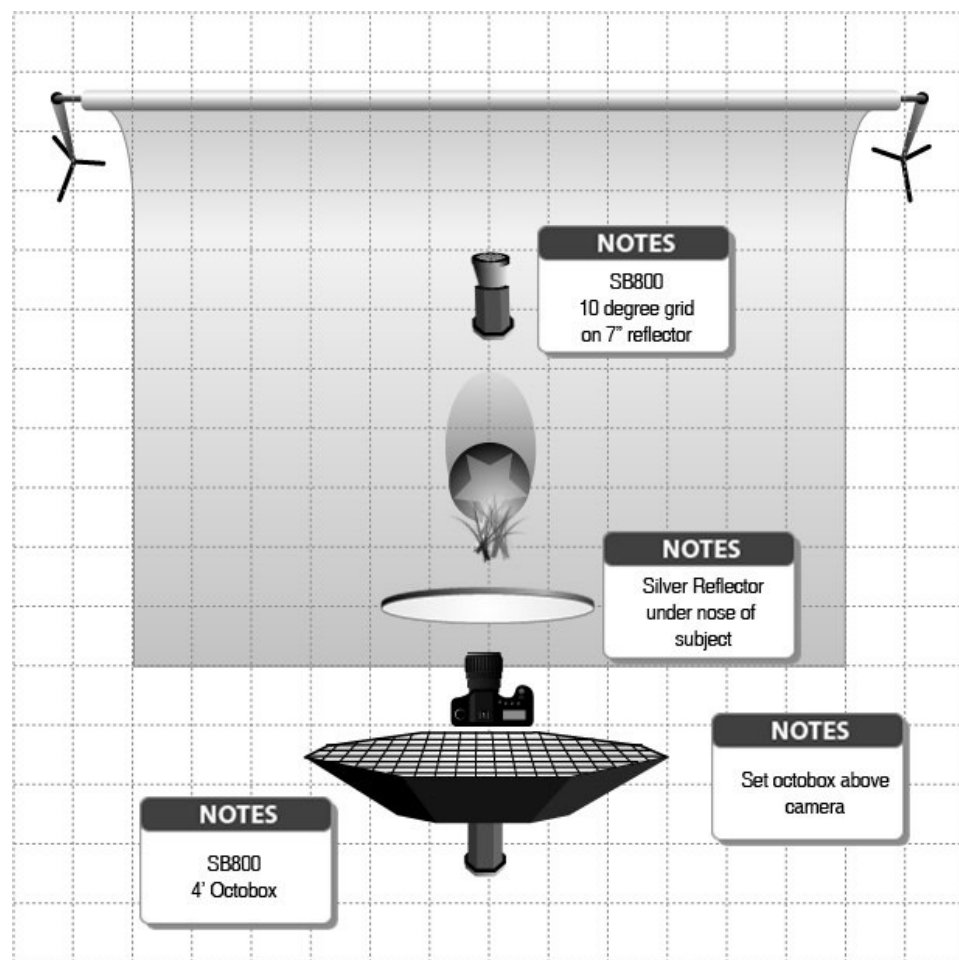 NOTES
SB800
10 degree grid
on 7" reflector
NOTES
Silver Reflector
under nose of
subject
NOTES
Set octobox above
camera
NOTES
SB800
4' Octobox